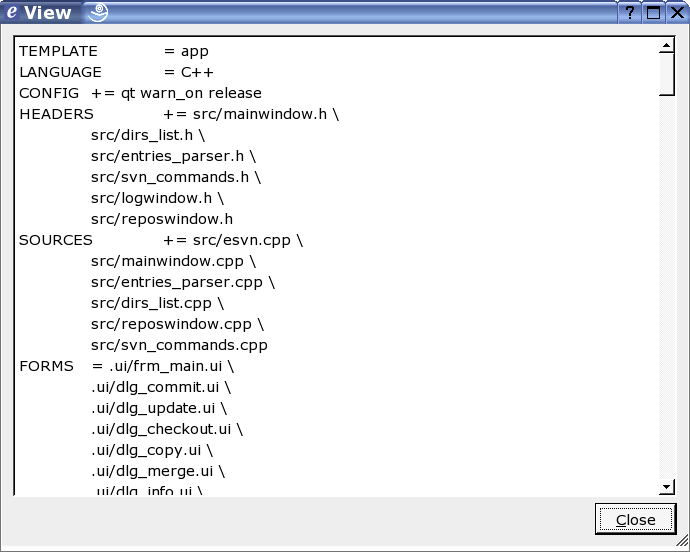 e View
TEMPLATE = app
LANGUAGE = C++
CONFIG += qt warn_on release
HEADERS += src/mainwindow.h \
src/dirs_list.h \
src/entries_parser.h \
src/svn_commands.h \
src/logwindow.h \
src/reposwindow.h
SOURCES += src/esvn.cpp \
src/mainwindow.cpp \
src/entries_parser.cpp \
src/dirs_list.cpp \
src/reposwindow.cpp \
src/svn_commands.cpp
FORMS = .ui/frm_main.ui \
.ui/dlg_commit.ui \
.ui/dlg_update.ui \
.ui/dlg_checkout.ui \
.ui/dlg_copy.ui \
.ui/dlg_merge.ui \
.ui/dlg_info.ui \
Close